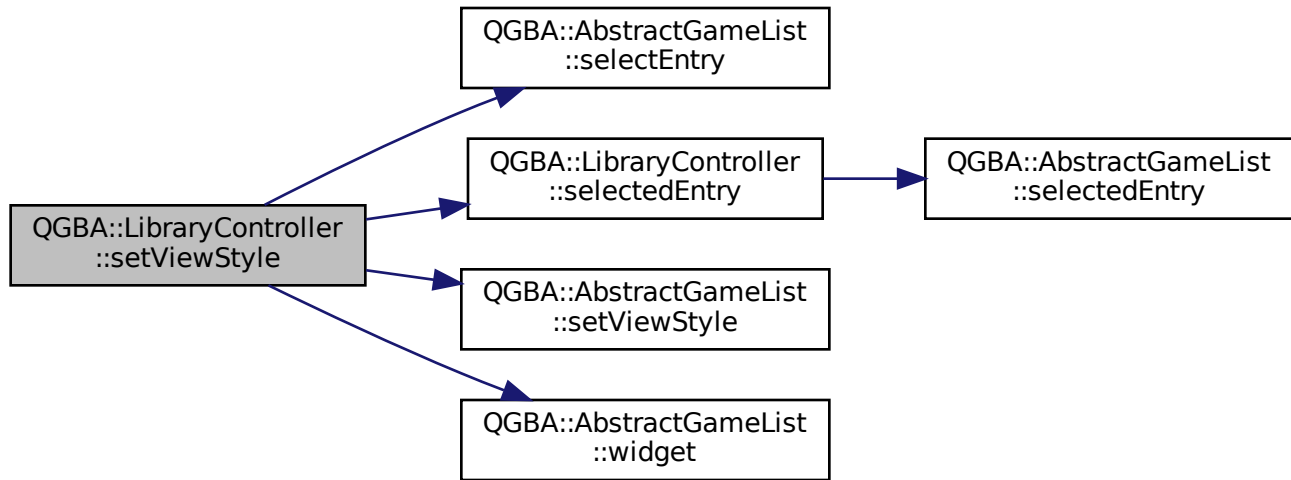 QGBA::AbstractGameList
::selectEntry
QGBA::LibraryController
::selectedEntry
QGBA::AbstractGameList
::selectedEntry
QGBA::LibraryController
::setViewStyle
QGBA::AbstractGameList
::setViewStyle
QGBA::AbstractGameList
::widget